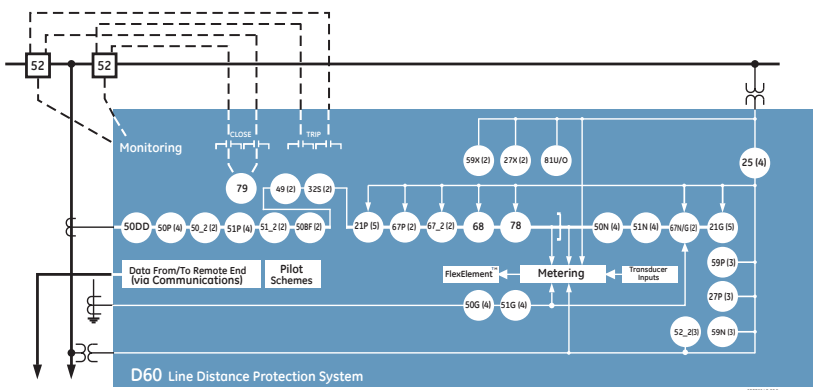 52
52
CLOSE
TRIP
Monitoring
59X (2)
27X (2)
81U/O
25 (4)
79
49 (2)
32S (2)
50DD
50P (4)
50_2 (2)
51P (4)
51_2 (2)
50BF (2)
21P (5)
67P (2)
67_2 (2)
68
78
50N (4)
51N (4)
67N/G (2)
21G (5)
59P (3)
Data From/To Remote End
(via Communications)
Pilot
Schemes
FlexElement™
Metering
Transducer
Inputs
27P (3)
50G (4)
51G (4)
52_2(3)
59N (3)
D60 Line Distance Protection System